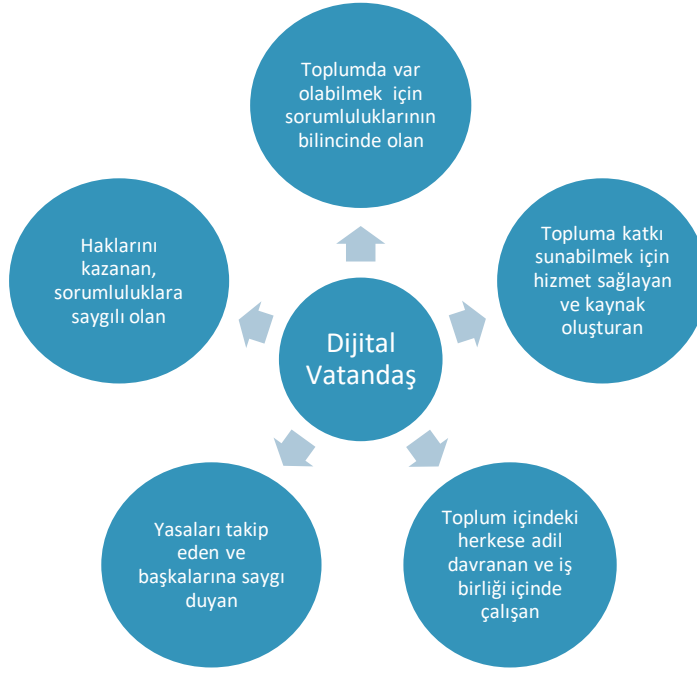 Toplumda var
olabilmek için
sorumluluklarının
bilincinde olan
Haklarını
kazanan,
sorumluluklara
saygılı olan
Topluma katkı
sunabilmek için
hizmet sağlayan
ve kaynak
oluşturan
Dijital
Vatandaş
Yasaları takip
eden ve
başkalarına saygı
duyan
Toplum içindeki
herkese adil
davranan ve iş
birliği içinde
çalışan